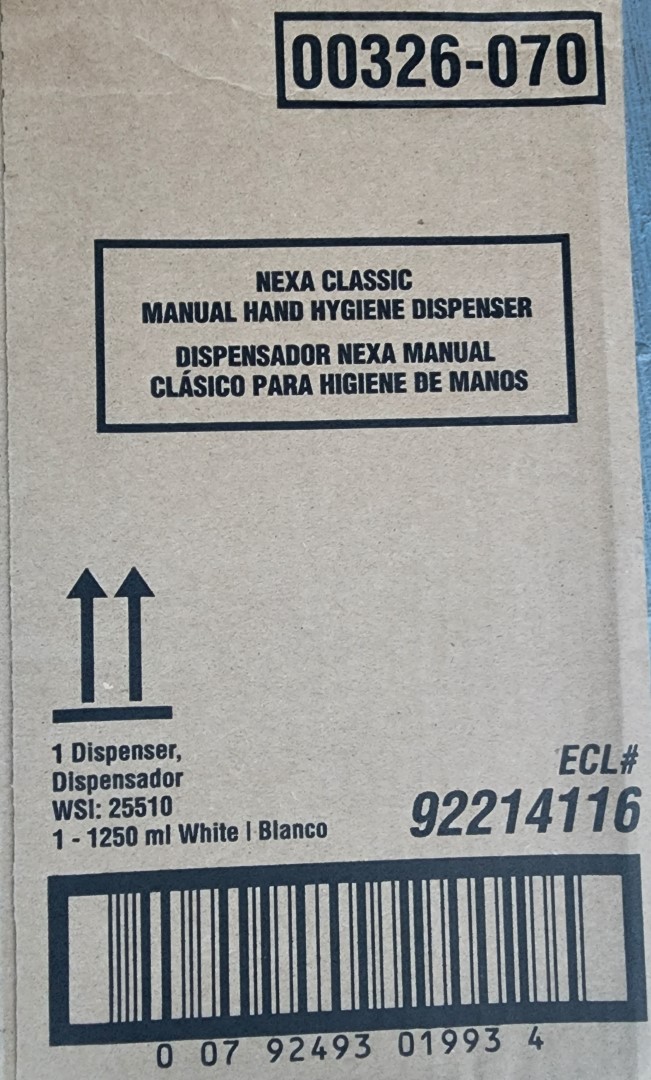 00326-070
NEXA CLASSIC
MANUAL HAND HYGIENE DISPENSER
DISPENSADOR NEXA MANUAL
CLÁSICO PARA HIGIENE DE MANOS
1 Dispenser,
Dispensador
WSI: 25510
1 - 1250 ml White | Blanco
ECL#
92214116
0 07 92493 01993 4